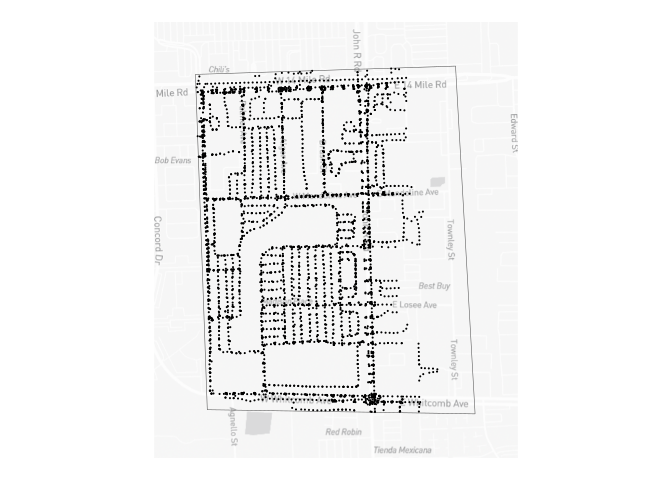 John R Rd
Chili's
Mile Rd
E 14 Mile Rd
Edward St
Bob Evans
Ave
Concord Dr
Townley St
Best Buy
E Losee Ave
Townley St
Whitcomb Ave
Agnello St
Red Robin
Tienda Mexicana